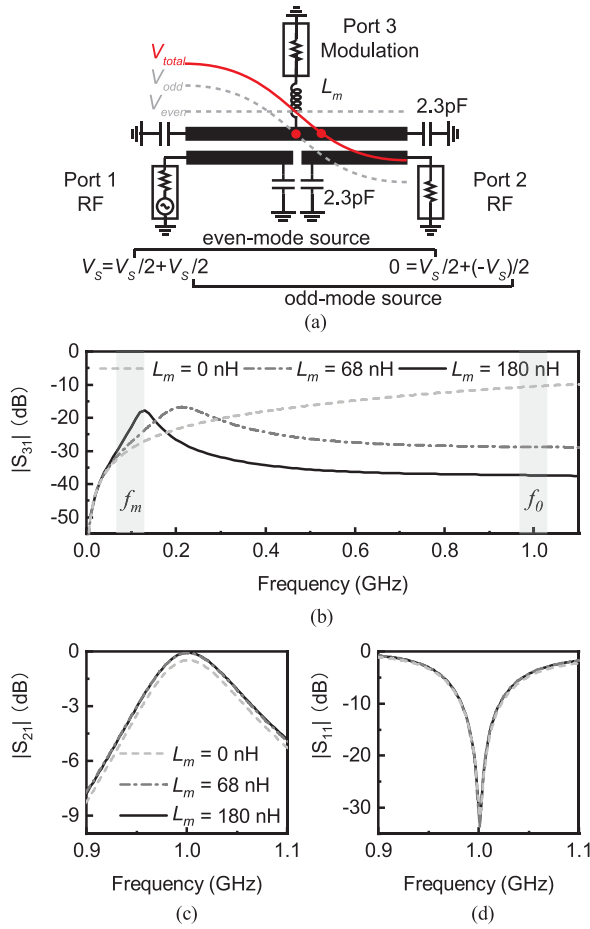 Port 3
Modulation
V_total
V_odd
V_even
L_m
2.3pF
Port 1
RF
2.3pF
Port 2
RF
even-mode source
V_S=V_S/2+V_S/2
0 =V_S/2+(-V_S)/2
odd-mode source
(a)
0
-10
-20
-30
-40
-50
|S_31| (dB)
L_m = 0 nH
L_m = 68 nH
L_m = 180 nH
f_m
f_0
0.0
0.2
0.4
0.6
0.8
1.0
Frequency (GHz)
(b)
0
-3
-6
-9
|S_21| (dB)
L_m = 0 nH
L_m = 68 nH
L_m = 180 nH
0.9
1.0
1.1
Frequency (GHz)
(c)
0
-10
-20
-30
|S_11| (dB)
0.9
1.0
1.1
Frequency (GHz)
(d)